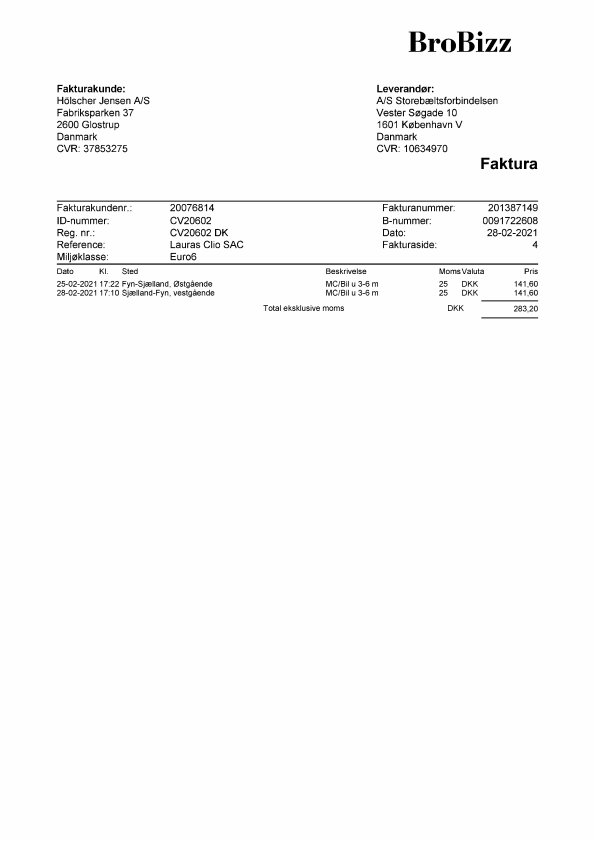 BroBizz
Fakturakunde:
Hölscher Jensen A/S
Fabriksparken 37
2600 Glostrup
Danmark
CVR: 37853275
Leverandør:
A/S Storebæltsforbindelsen
Vester Søgade 10
1601 København V
Danmark
CVR: 10634970
Faktura
Fakturakundenr.: 20076814 Fakturanummer: 201387149
ID-nummer: CV20602 B-nummer: 0091722608
Reg. nr.: CV20602 DK Dato: 28-02-2021
Reference: Lauras Clio SAC Fakturaside: 4
Miljøklasse: Euro6
Dato Kl. Sted Beskrivelse Moms Valuta Pris
25-02-2021 17:22 Fyn-Sjælland, Østgående MC/Bil u 3-6 m 25 DKK 141,60
28-02-2021 17:10 Sjælland-Fyn, vestgående MC/Bil u 3-6 m 25 DKK 141,60
Total eksklusive moms DKK 283,20